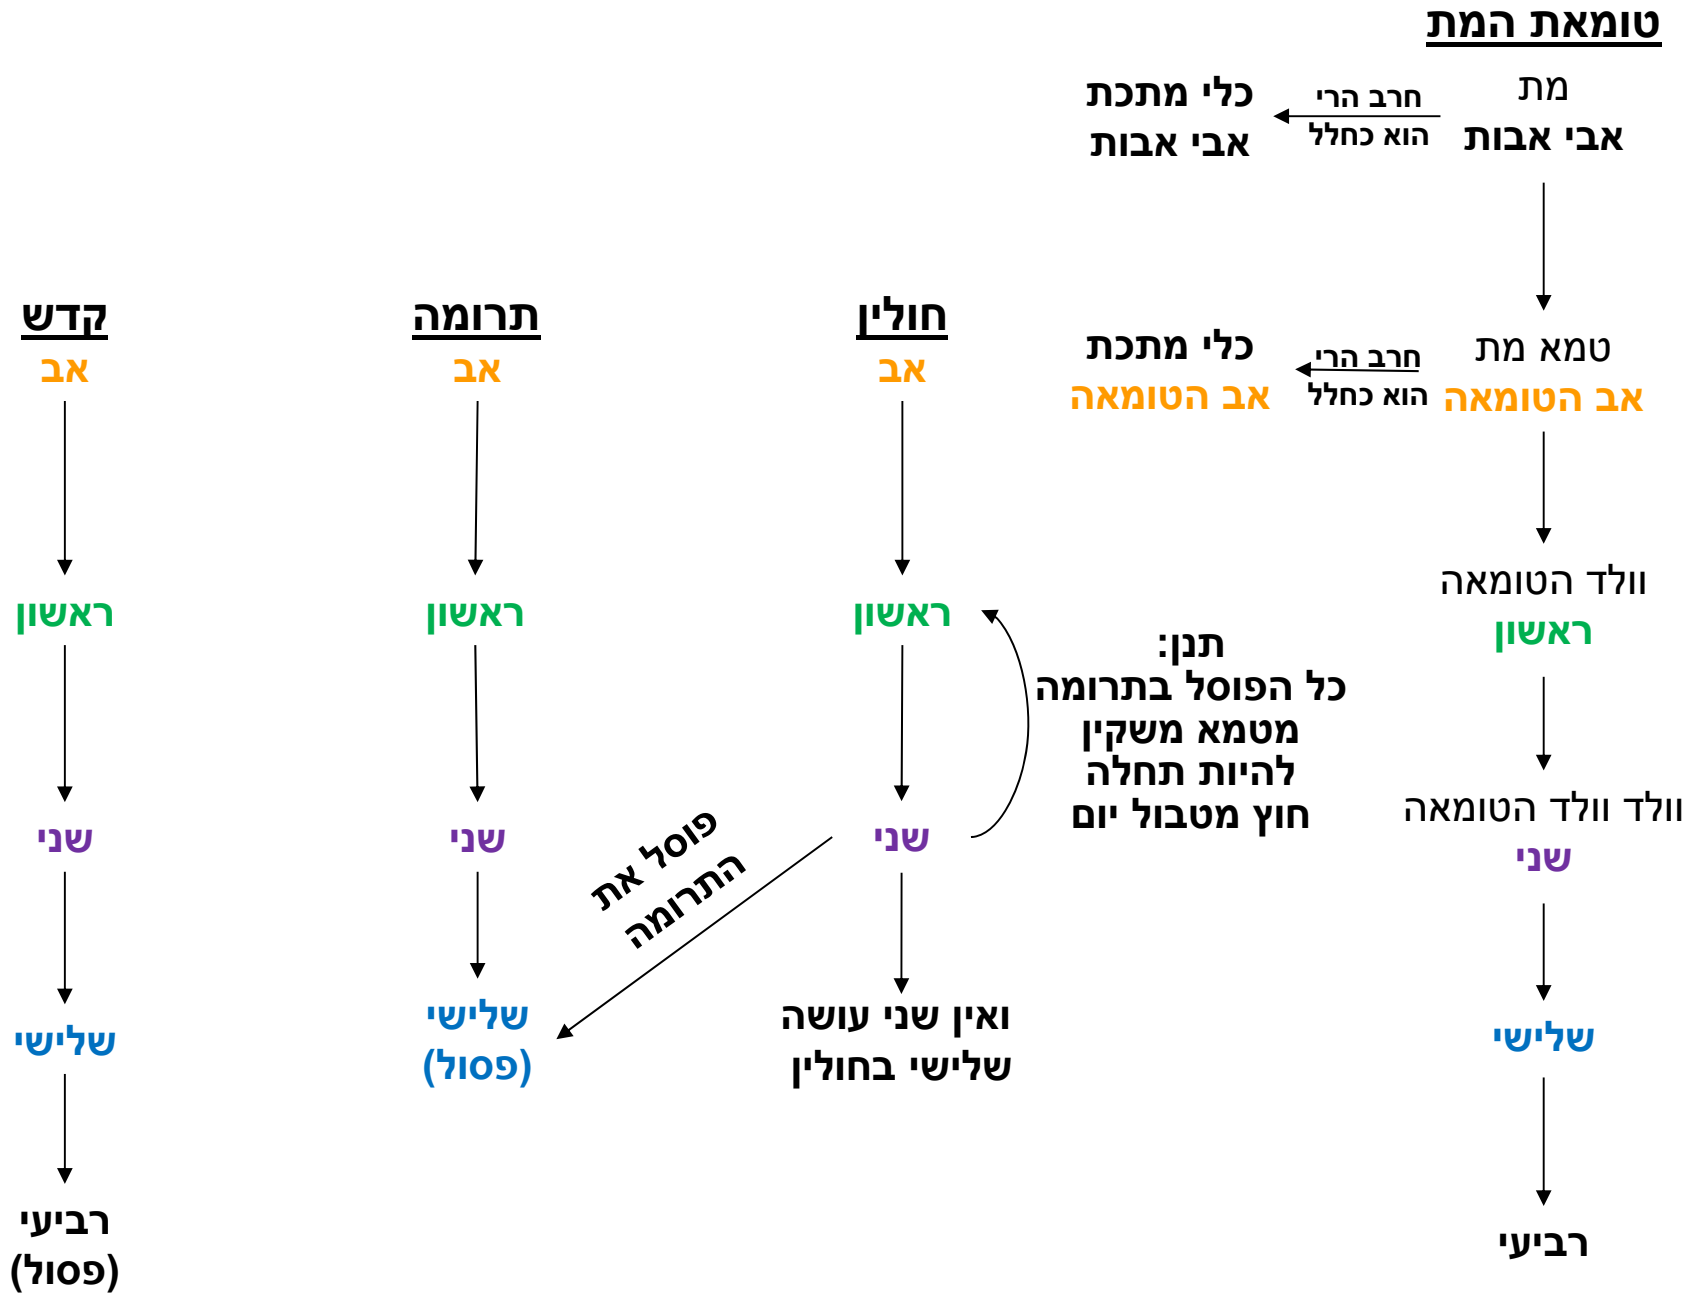 טומאת המת
מת
אבי אבות
חרב הרי
הוא כחלל
כלי מתכת
אבי אבות
טמא מת
אב הטומאה
חרב הרי
הוא כחלל
כלי מתכת
אב הטומאה
וולד הטומאה
ראשון
וולד וולד הטומאה
שני
שלישי
רביעי
חולין
אב
ראשון
תנן:
כל הפוסל בתרומה
מטמא משקין
להיות תחלה
חוץ מטבול יום
שני
ואין שני עושה
שלישי בחולין
פוסל את
התרומה
תרומה
אב
ראשון
שני
שלישי
(פסול)
קדש
אב
ראשון
שני
שלישי
רביעי
(פסול)